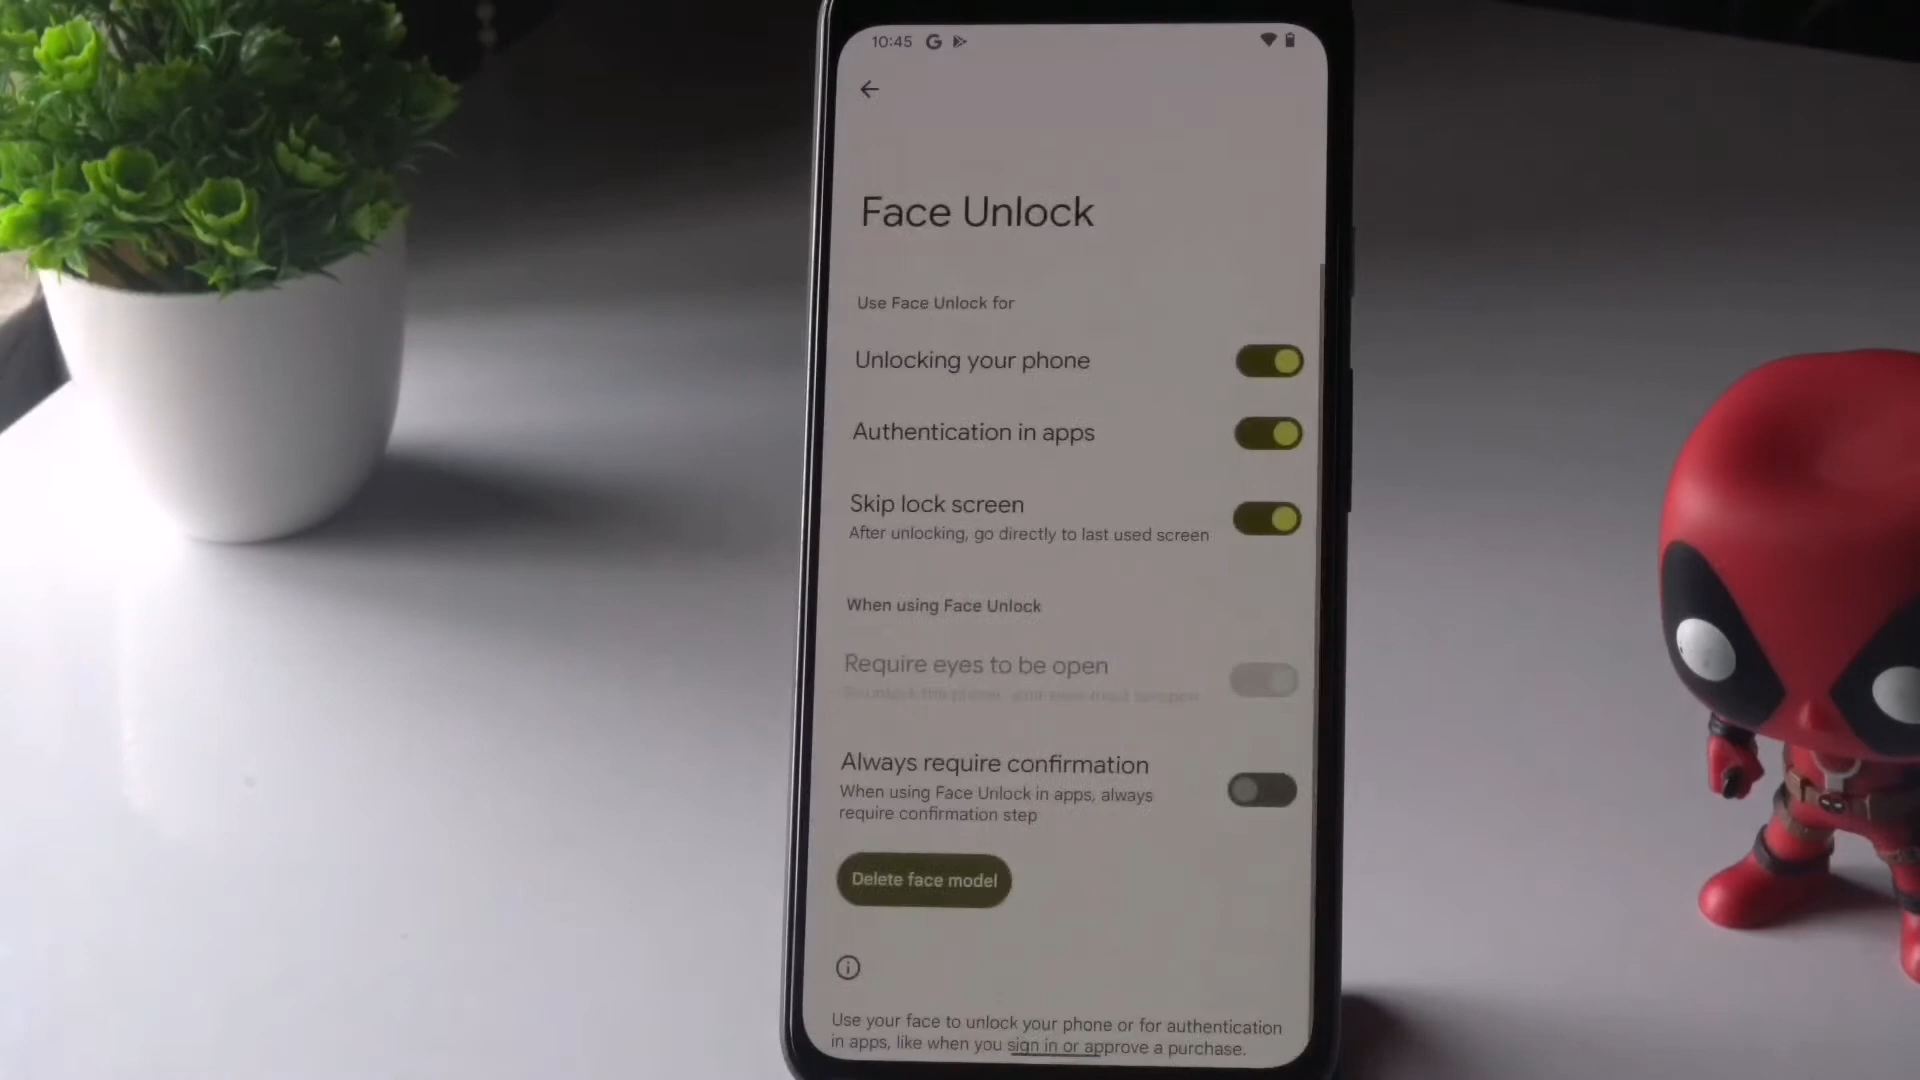 10:45
Face Unlock
Use Face Unlock for
Unlocking your phone
Authentication in apps
Skip lock screen
After unlocking, go directly to last used screen
When using Face Unlock
Require eyes to be open
Always require confirmation
When using Face Unlock in apps, always
require confirmation step
Delete face model
Use your face to unlock your phone or for authentication
in apps, like when you sign in or approve a purchase.